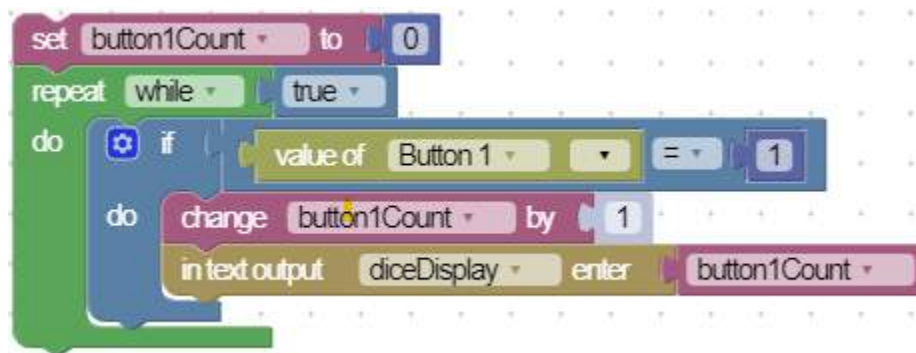 set button1Count to 0
repeat while true
do if value of Button 1 = 1
do change button1Count by 1
in text output diceDisplay enter button1Count